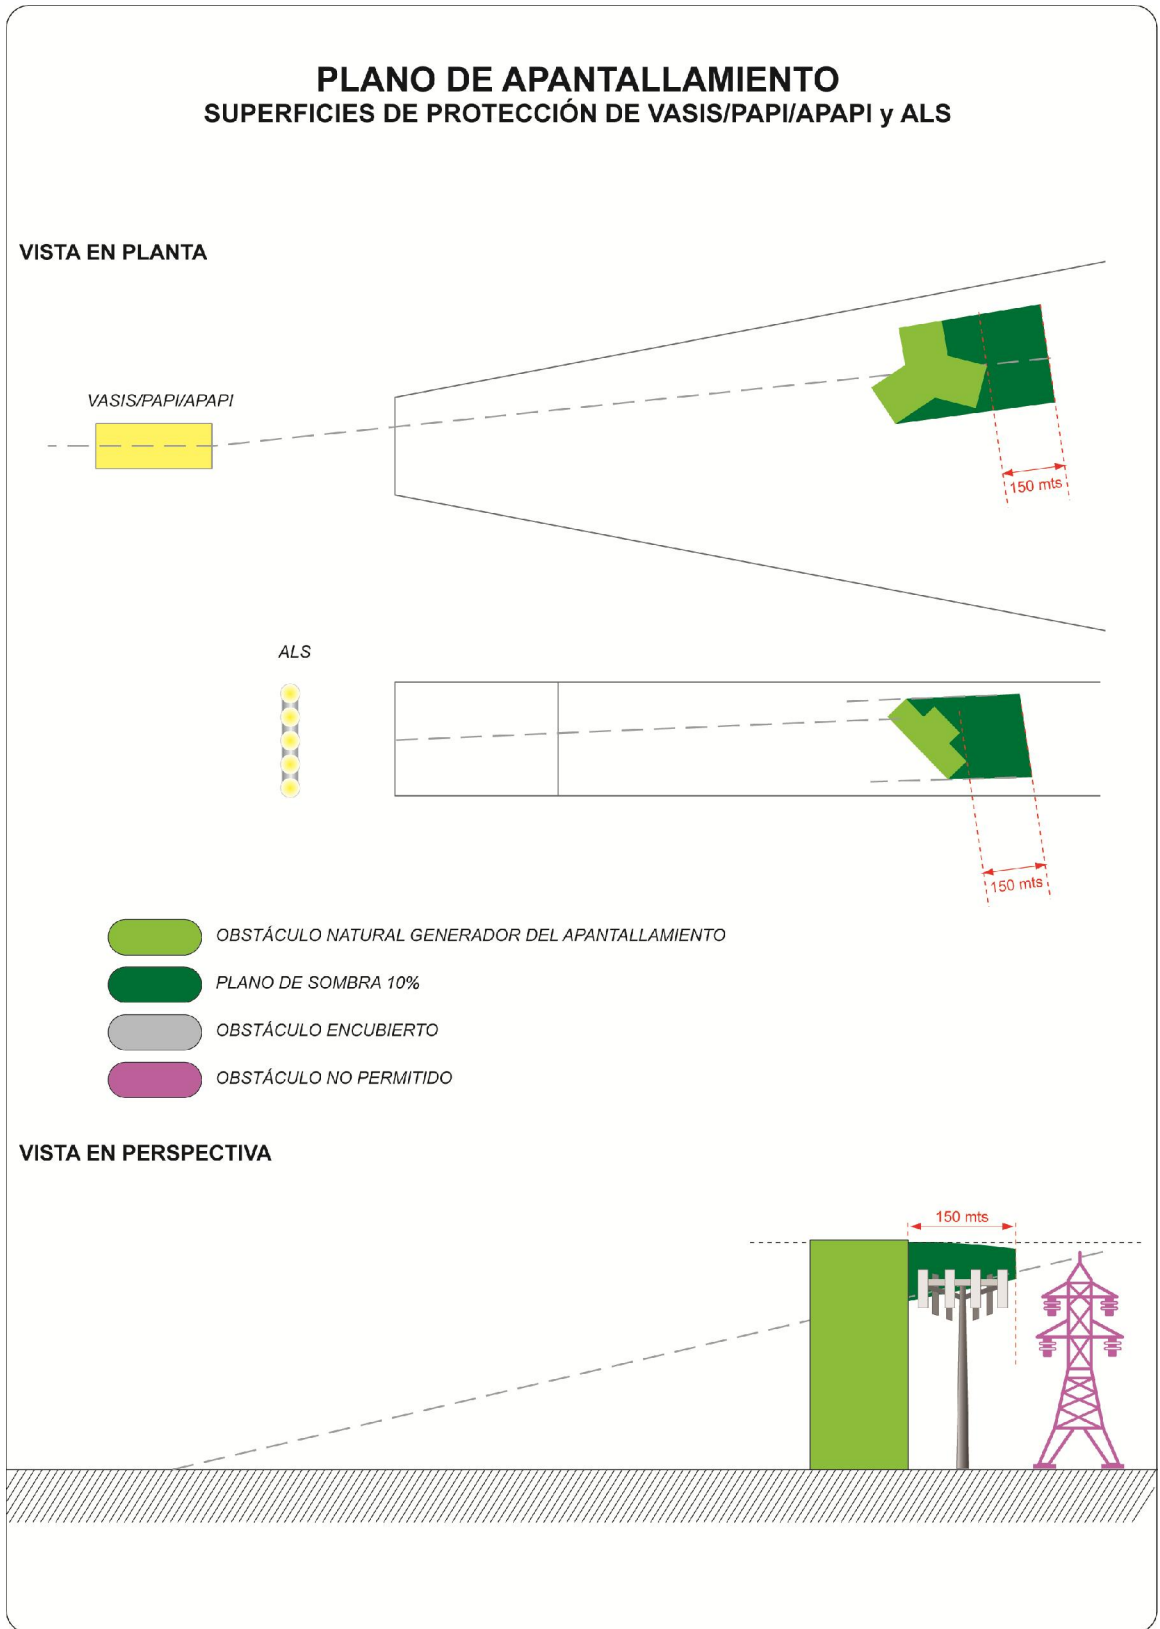 PLANO DE APANTALLAMIENTO
SUPERFICIES DE PROTECCIÓN DE VASIS/PAPI/APAPI y ALS
VISTA EN PLANTA
VASIS/PAPI/APAPI
150 mts
ALS
150 mts
OBSTÁCULO NATURAL GENERADOR DEL APANTALLAMIENTO
PLANO DE SOMBRA 10%
OBSTÁCULO ENCUBIERTO
OBSTÁCULO NO PERMITIDO
VISTA EN PERSPECTIVA
150 mts